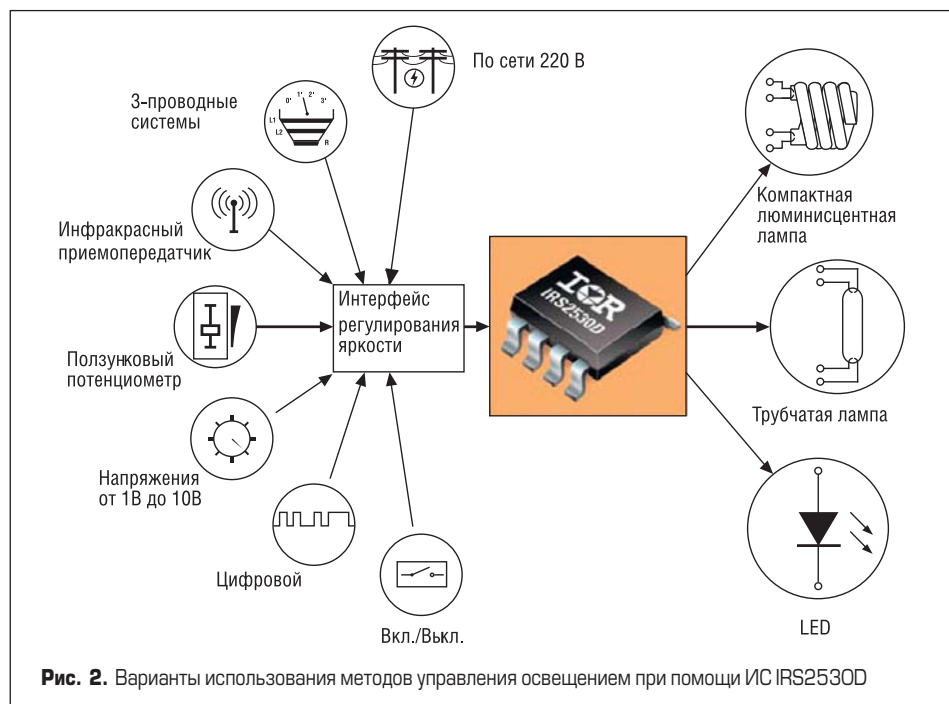 По сети 220 В
3-проводные
системы
0' 1' 2' 3'
L1
L2
R
Инфракрасный
приемопередатчик
Ползунковый
потенциометр
Напряжения
от 1В до 10В
Цифровой
Вкл./Выкл.
Интерфейс
регулирования
яркости
IOR
IRS2530D
Компактная
люминисцентная
лампа
Трубчатая лампа
LED
Рис. 2. Варианты использования методов управления освещением при помощи ИС IRS2530D